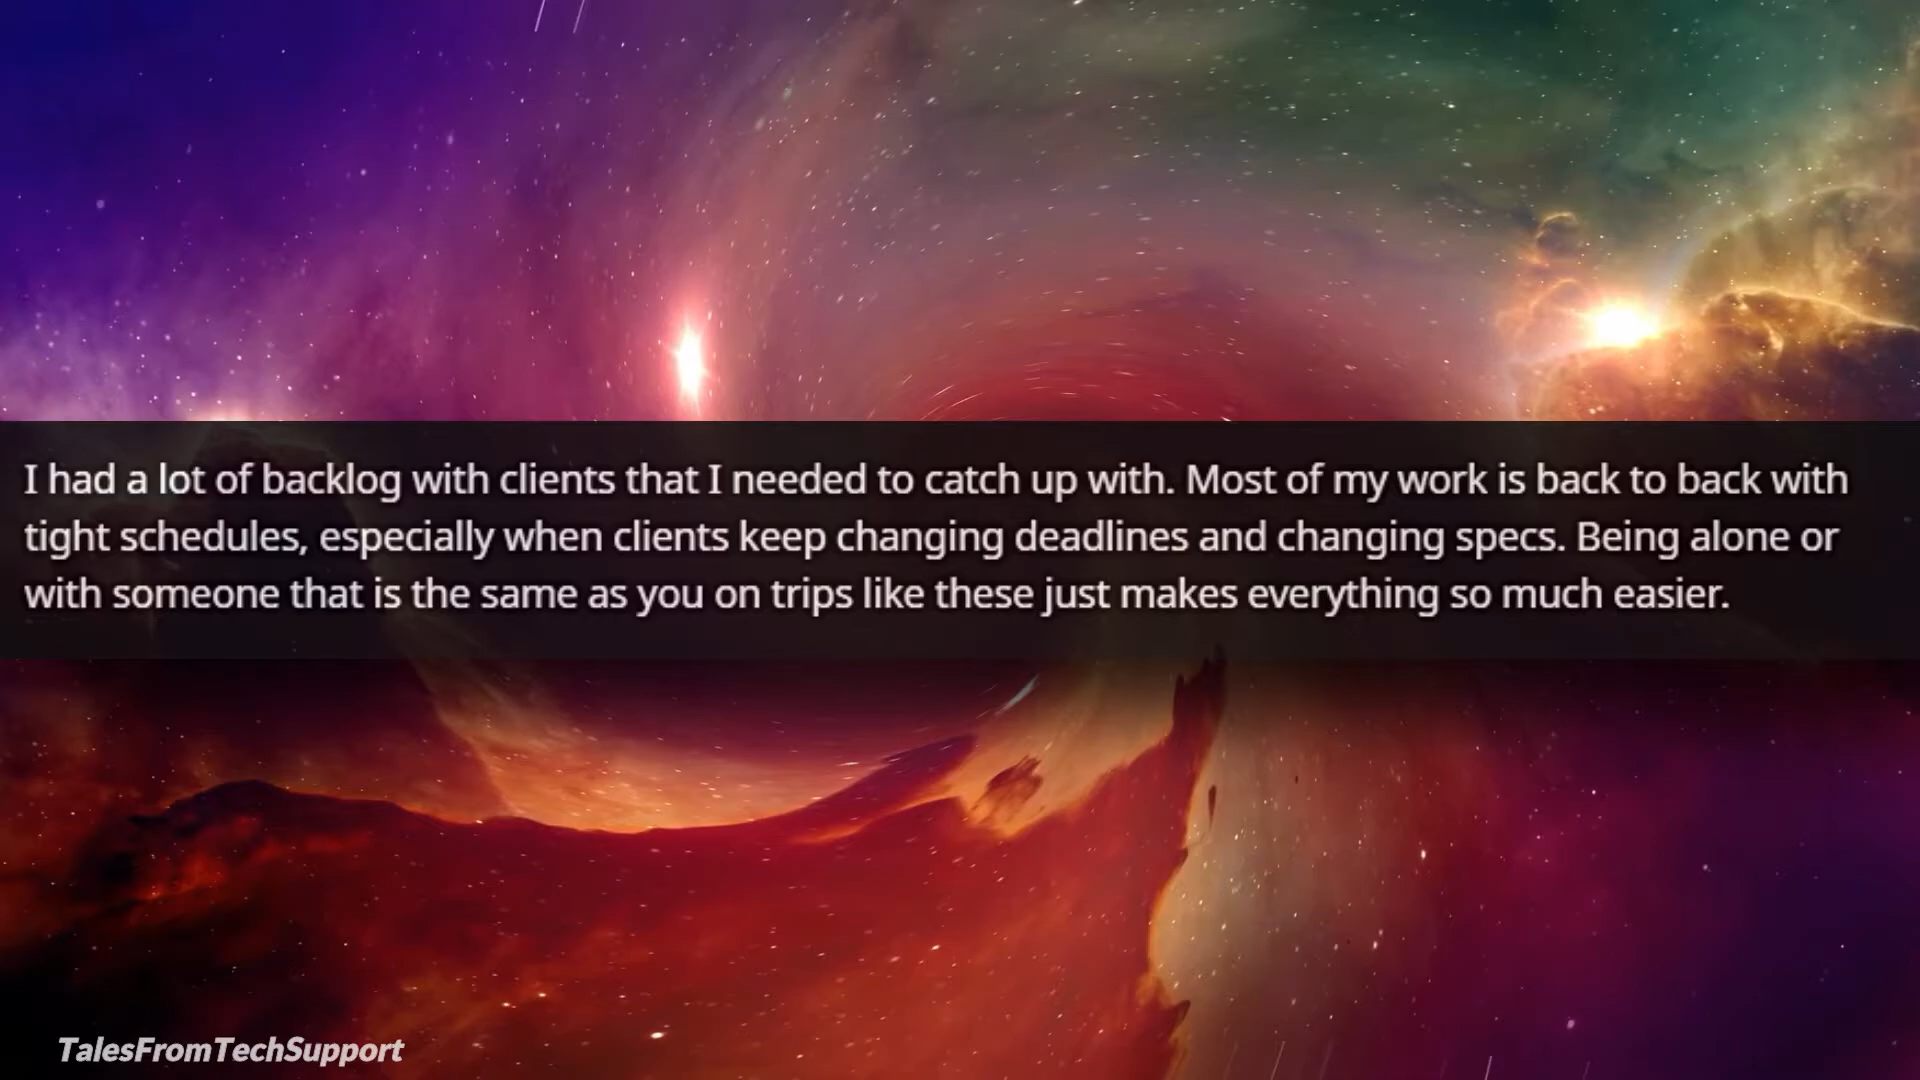 I had a lot of backlog with clients that I needed to catch up with. Most of my work is back to back with
tight schedules, especially when clients keep changing deadlines and changing specs. Being alone or
with someone that is the same as you on trips like these just makes everything so much easier.
TalesFromTechSupport